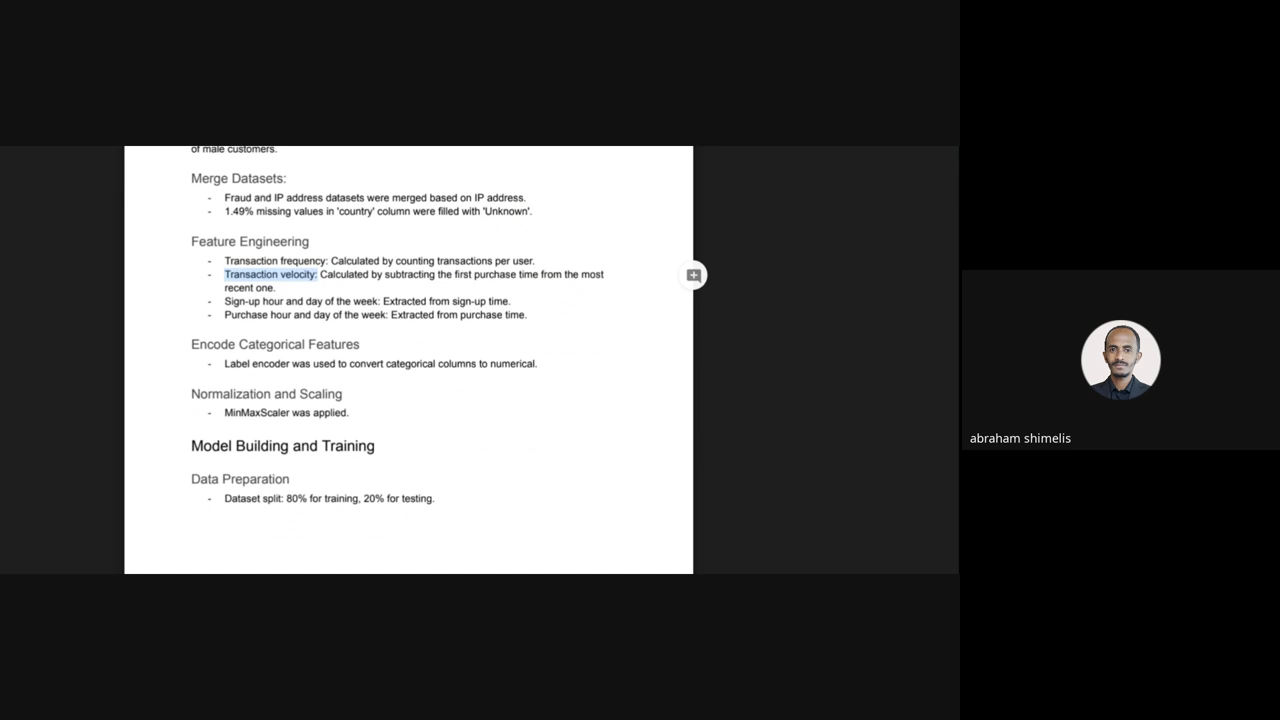 of male customers.
Merge Datasets:
- Fraud and IP address datasets were merged based on IP address.
- 1.49% missing values in 'country' column were filled with 'Unknown'.
Feature Engineering
- Transaction frequency: Calculated by counting transactions per user.
- Transaction velocity: Calculated by subtracting the first purchase time from the most
recent one.
- Sign-up hour and day of the week: Extracted from sign-up time.
- Purchase hour and day of the week: Extracted from purchase time.
Encode Categorical Features
- Label encoder was used to convert categorical columns to numerical.
Normalization and Scaling
- MinMaxScaler was applied.
Model Building and Training
Data Preparation
- Dataset split: 80% for training, 20% for testing.
abraham shimelis